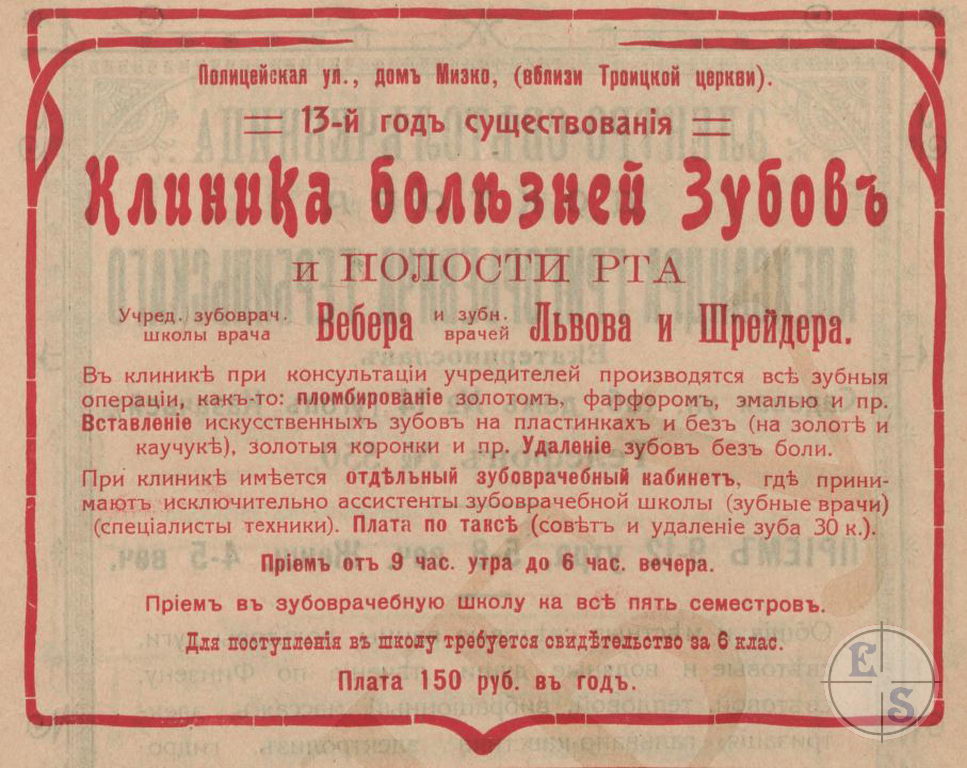 Полицейская ул., домъ Мизко, (вблизи Троицкой церкви).
13-й годъ существованія
Клиника болѣзней Зубовъ
и ПОЛОСТИ РТА
Учред. зубоврач. школы врача Вебера и зубн. врачей Львова и Шрейдера.
Въ клиникѣ при консультаціи учредителей производятся всѣ зубныя
операціи, какъ-то: пломбированіе золотомъ, фарфоромъ, эмалью и пр.
Вставленіе искусственныхъ зубовъ на пластинкахъ и безъ (на золотѣ и
каучукѣ), золотыя коронки и пр. Удаленіе зубовъ безъ боли.
При клиникѣ имѣется отдѣльный зубоврачебный кабинетъ, гдѣ прини-
маютъ исключительно ассистенты зубоврачебной школы (зубные врачи)
(спеціалисты техники). Плата по таксѣ (совѣтъ и удаленіе зуба 30 к.).
Пріемъ отъ 9 час. утра до 6 час. вечера.
Пріемъ въ зубоврачебную школу на всѣ пять семестровъ.
Для поступленія въ школу требуется свидѣтельство за 6 клас.
Плата 150 руб. въ годъ.
E
S